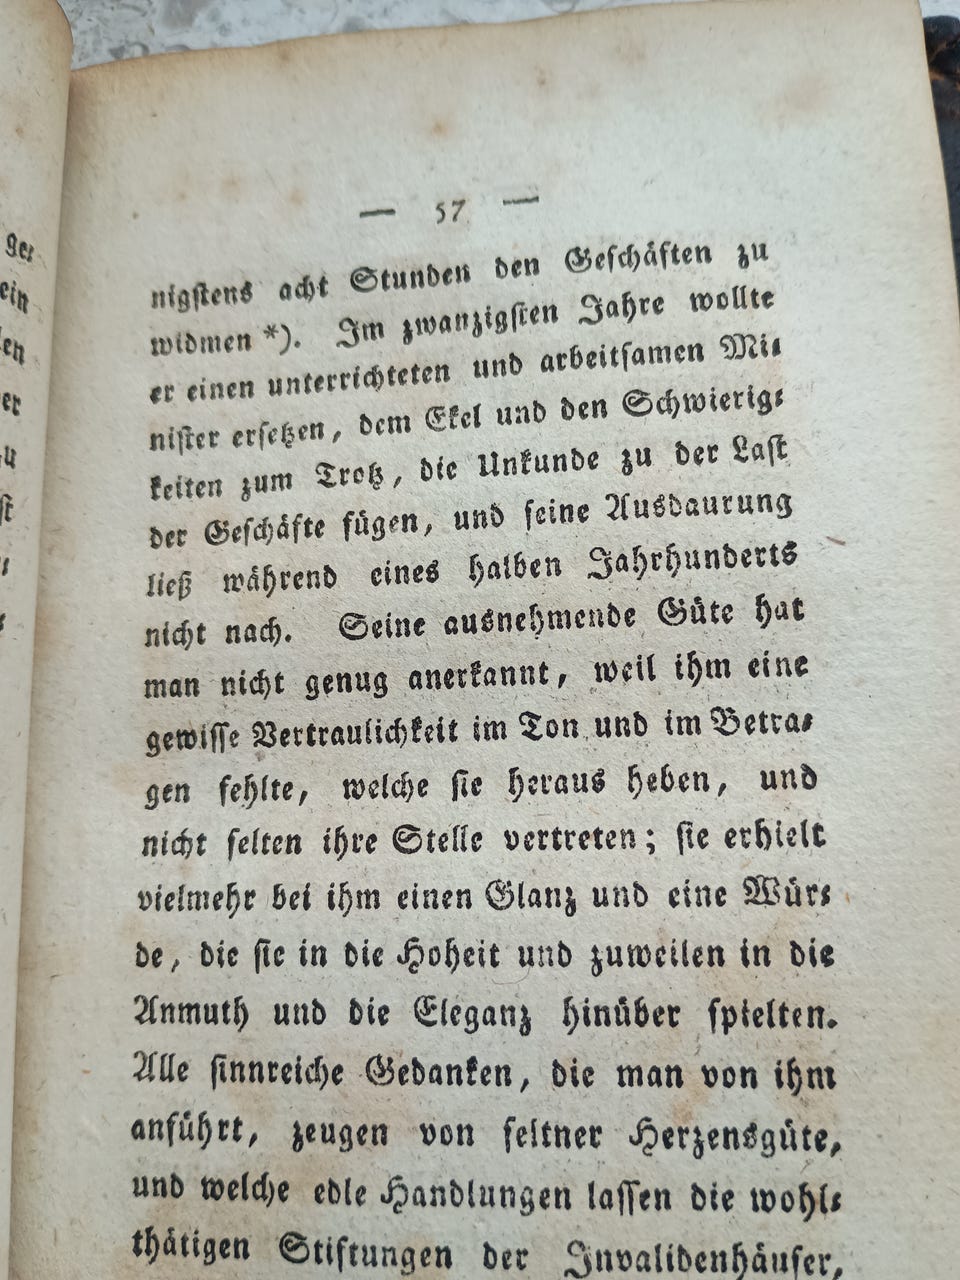 ge⸗
ein
— 57 —
nigſtens acht Stunden den Geſchäften zu
widmen *). Im zwanzigſten Jahre wollte
er einen unterrichteten und arbeitſamen Mi⸗
niſter erſetzen, dem Ekel und den Schwierig⸗
keiten zum Trotz, die Unkunde zu der Laſt
der Geſchäfte fügen, und ſeine Ausdaurung
ließ während eines halben Jahrhunderts
nicht nach. Seine ausnehmende Güte hat
man nicht genug anerkannt, weil ihm eine
gewiſſe Vertraulichkeit im Ton und im Betra⸗
gen fehlte, welche ſie heraus heben, und
nicht ſelten ihre Stelle vertreten; ſie erhielt
vielmehr bei ihm einen Glanz und eine Wür⸗
de, die ſie in die Hoheit und zuweilen in die
Anmuth und die Eleganz hinüber ſpielten.
Alle ſinnreiche Gedanken, die man von ihm
anführt, zeugen von ſeltner Herzensgüte,
und welche edle Handlungen laſſen die wohl⸗
thätigen Stiftungen der Invalidenhäuſer,